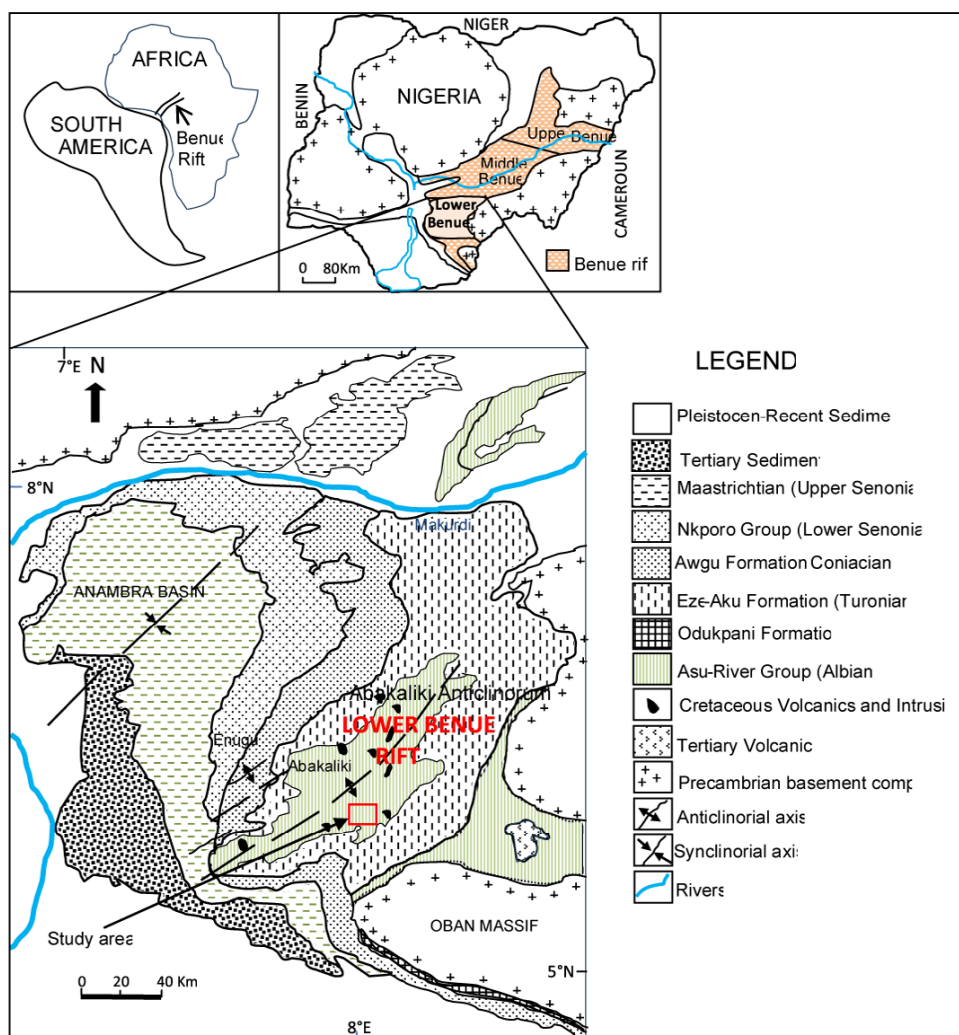 AFRICA
SOUTH
AMERICA
Benue
Rift
NIGER
BENIN
NIGERIA
Uppe Benue
Middle
Benue
Lower
Benue
CAMEROUN
0 80Km
Benue rif
7°E
N
8°N
Makurdi
ANAMBRA BASIN
Abakaliki Anticlinorum
LOWER BENUE
RIFT
Enugu
Abakaliki
OBAN MASSIF
Study area
5°N
0 20 40 Km
8°E
LEGEND
Pleistocen-Recent Sedime
Tertiary Sedimen
Maastrichtian (Upper Senonia
Nkporo Group (Lower Senonia
Awgu Formation Coniacian
Eze-Aku Formation (Turonian
Odukpani Formatio
Asu-River Group (Albian
Cretaceous Volcanics and Intrusi
Tertiary Volcanic
Precambrian basement comp
Anticlinorial axis
Synclinorial axis
Rivers